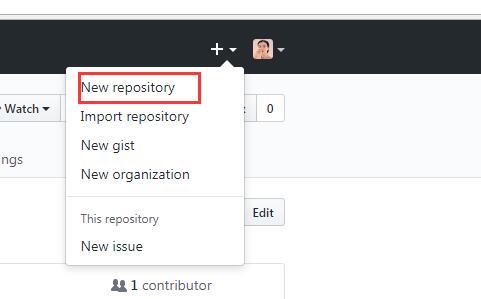 New repository
Watch
0
Import repository
ngs
New gist
New organization
This repository
Edit
New issue
1 contributor